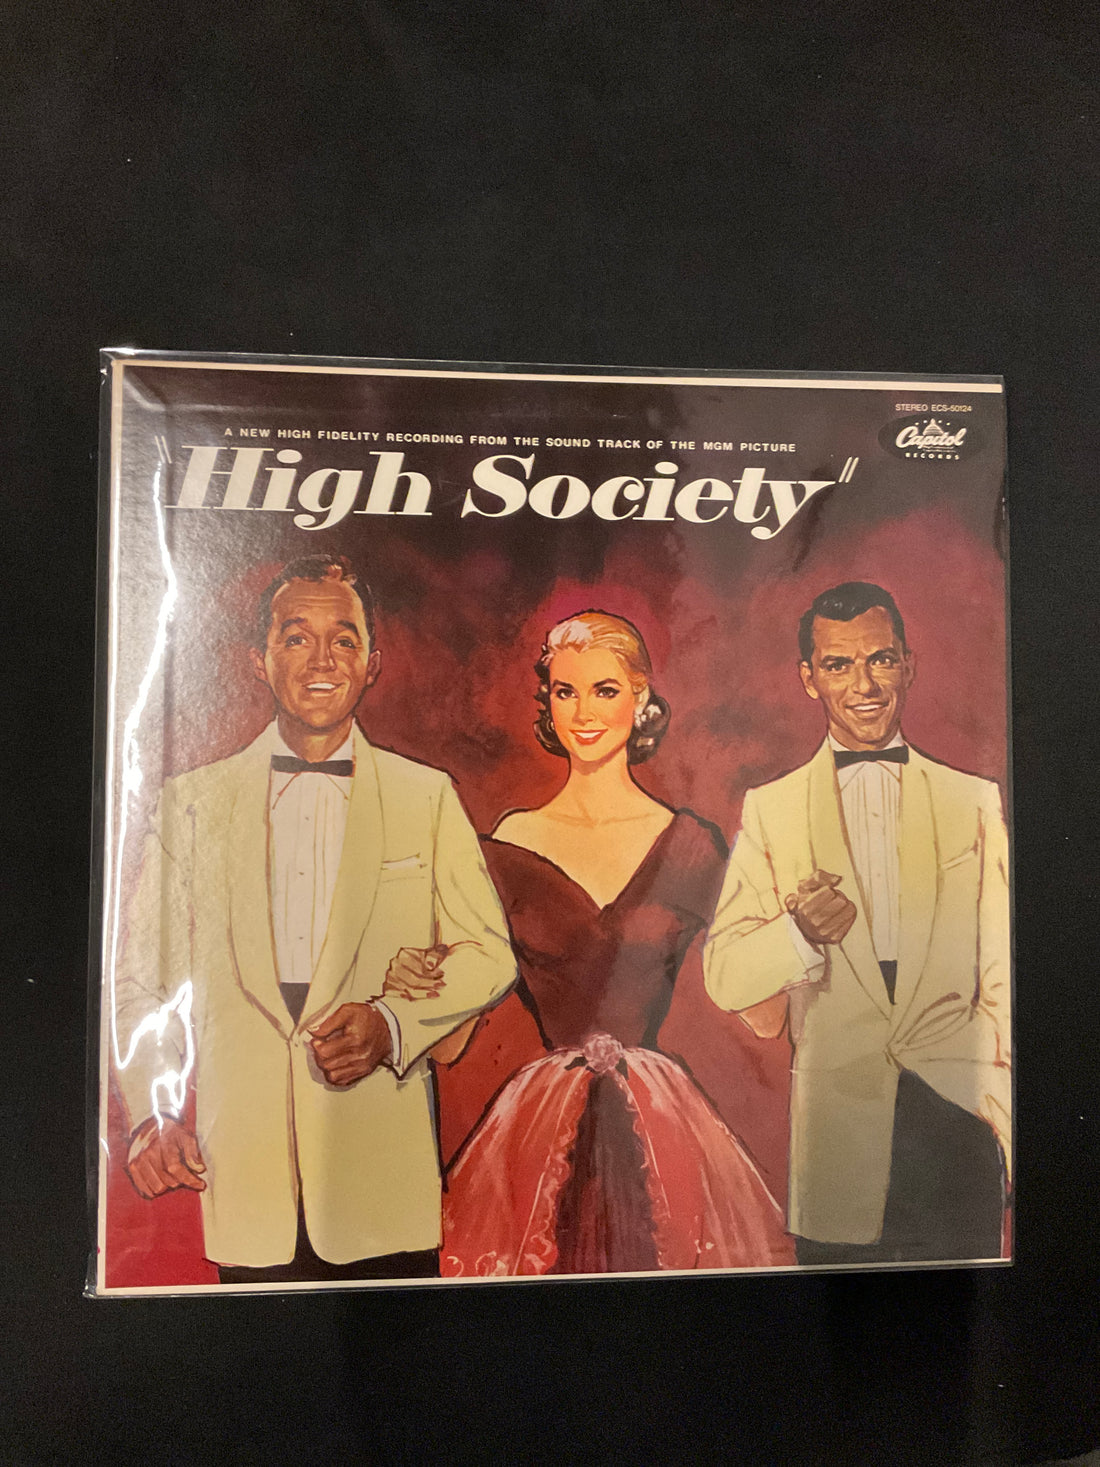 STEREO ECS-50124
Capitol
RECORDS
A NEW HIGH FIDELITY RECORDING FROM THE SOUND TRACK OF THE MGM PICTURE
"High Society"